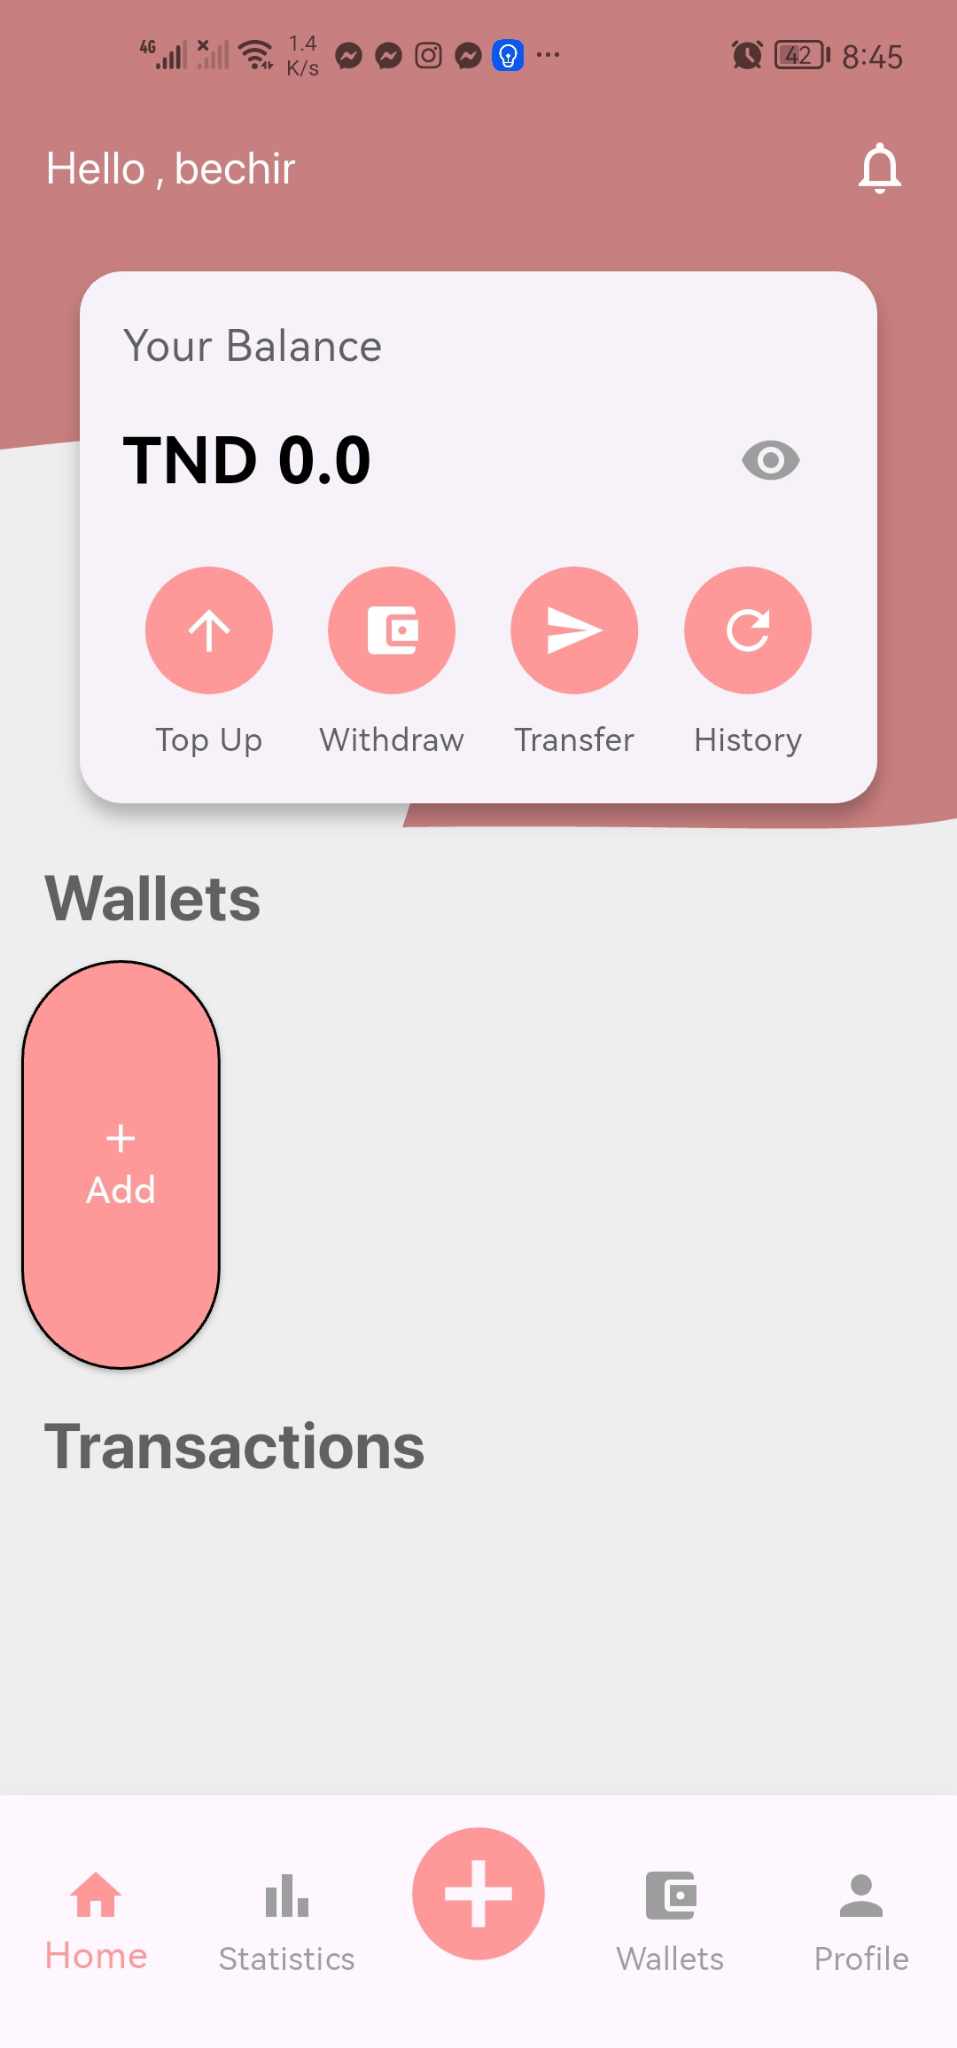 4G 1.4 K/s 42 8:45
Hello , bechir
Your Balance
TND 0.0
Top Up Withdraw Transfer History
Wallets
+
Add
Transactions
Home Statistics Wallets Profile